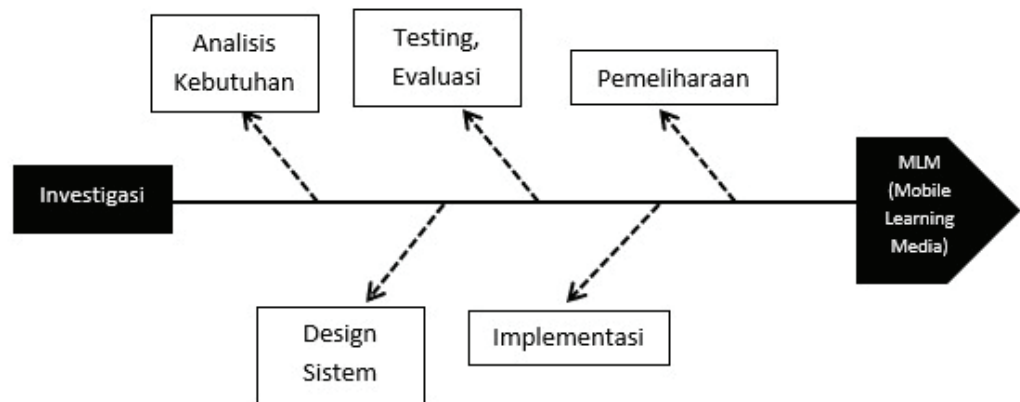 Analisis
Kebutuhan
Testing,
Evaluasi
Pemeliharaan
Investigasi
MLM
(Mobile
Learning
Media)
Design
Sistem
Implementasi